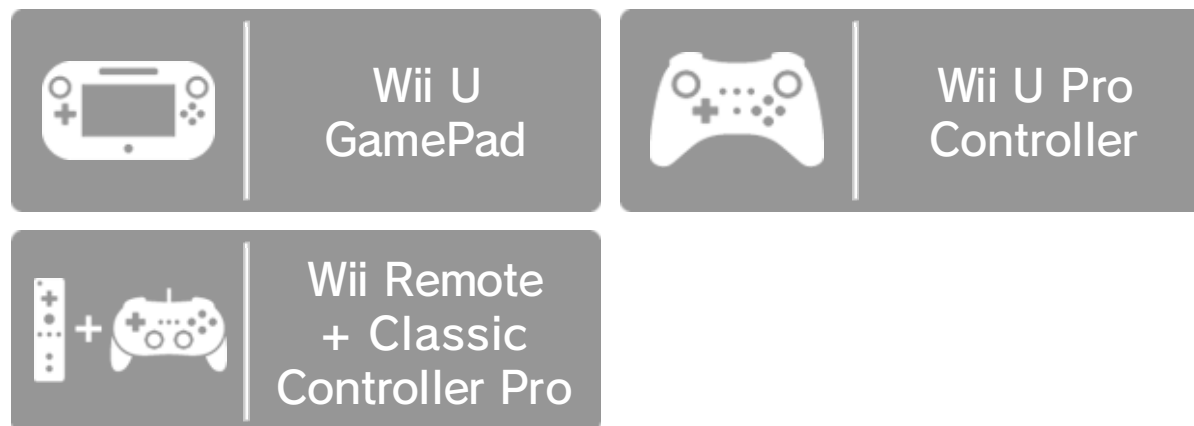 Wii U
GamePad
Wii U Pro
Controller
Wii Remote
+ Classic
Controller Pro